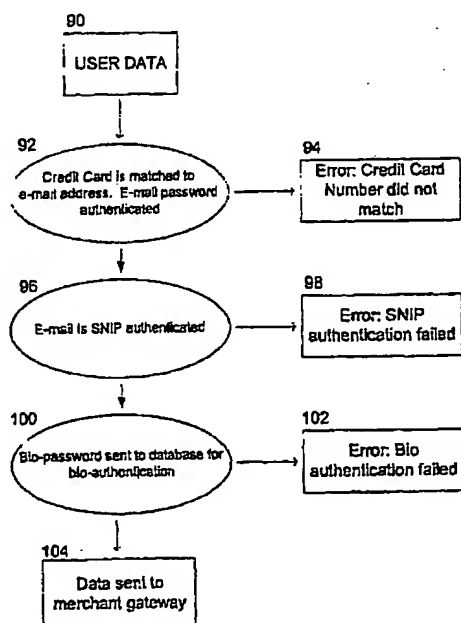 90
USER DATA
92
Credit Card is matched to
e-mail address. E-mail password
authenticated
94
Error: Credit Card
Number did not
match
96
E-mail is SNIP authenticated
98
Error: SNIP
authentication failed
100
Bio-password sent to database for
bio-authentication
102
Error: Bio
authentication failed
104
Data sent to
merchant gateway